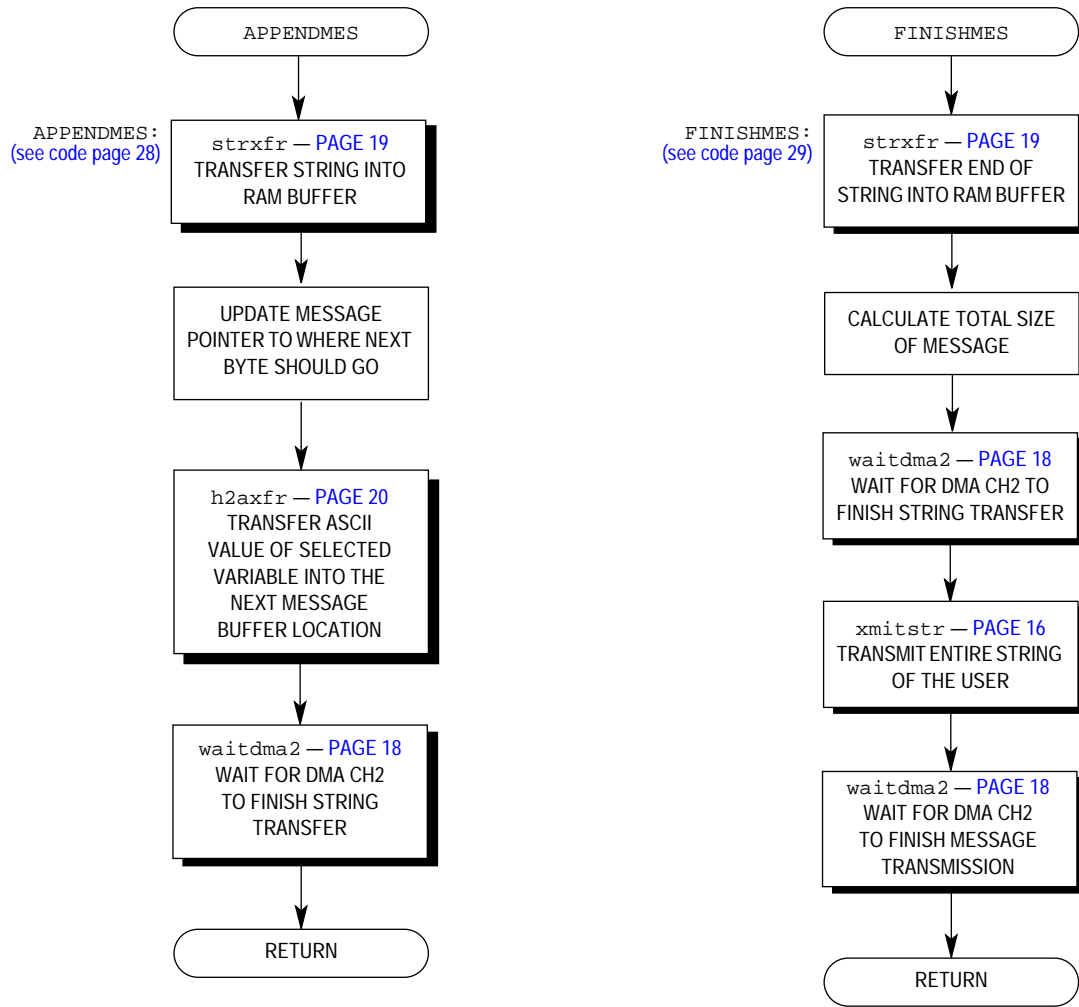 APPENDMES
APPENDMES:
(see code page 28)
strxfr — PAGE 19
TRANSFER STRING INTO
RAM BUFFER
UPDATE MESSAGE
POINTER TO WHERE NEXT
BYTE SHOULD GO
h2axfr — PAGE 20
TRANSFER ASCII
VALUE OF SELECTED
VARIABLE INTO THE
NEXT MESSAGE
BUFFER LOCATION
waitdma2 — PAGE 18
WAIT FOR DMA CH2
TO FINISH STRING
TRANSFER
RETURN
FINISHMES
FINISHMES:
(see code page 29)
strxfr — PAGE 19
TRANSFER END OF
STRING INTO RAM BUFFER
CALCULATE TOTAL SIZE
OF MESSAGE
waitdma2 — PAGE 18
WAIT FOR DMA CH2 TO
FINISH STRING TRANSFER
xmitstr — PAGE 16
TRANSMIT ENTIRE STRING
OF THE USER
waitdma2 — PAGE 18
WAIT FOR DMA CH2
TO FINISH MESSAGE
TRANSMISSION
RETURN